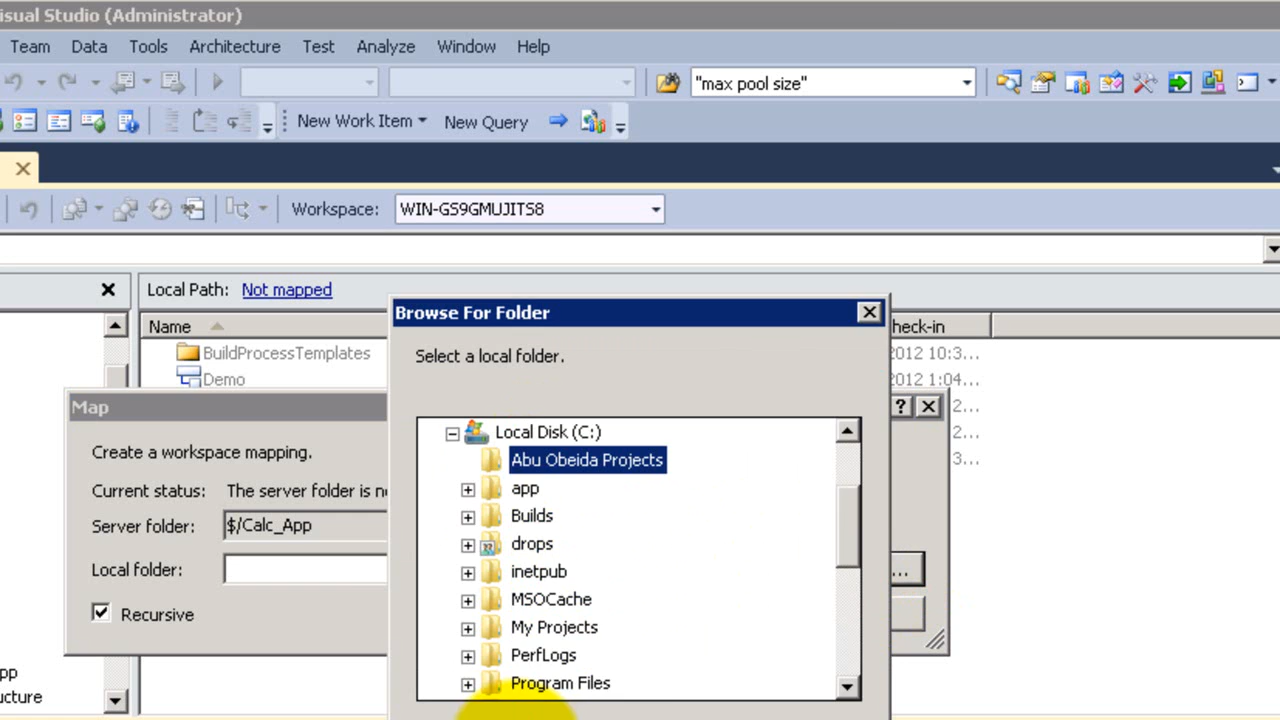 isual Studio (Administrator)
Team Data Tools Architecture Test Analyze Window Help
"max pool size"
New Work Item New Query
Workspace: WIN-GS9GMUJITS8
Local Path: Not mapped
Name heck-in
Browse For Folder
Select a local folder.
BuildProcessTemplates 2012 10:3...
Demo 2012 1:04...
Map
2...
2...
3...
Create a workspace mapping.
Current status: The server folder is n
Server folder: $/Calc_App
Local folder:
...
Recursive
Local Disk (C:)
Abu Obeida Projects
app
Builds
drops
inetpub
MSOCache
My Projects
PerfLogs
Program Files
pp
ucture